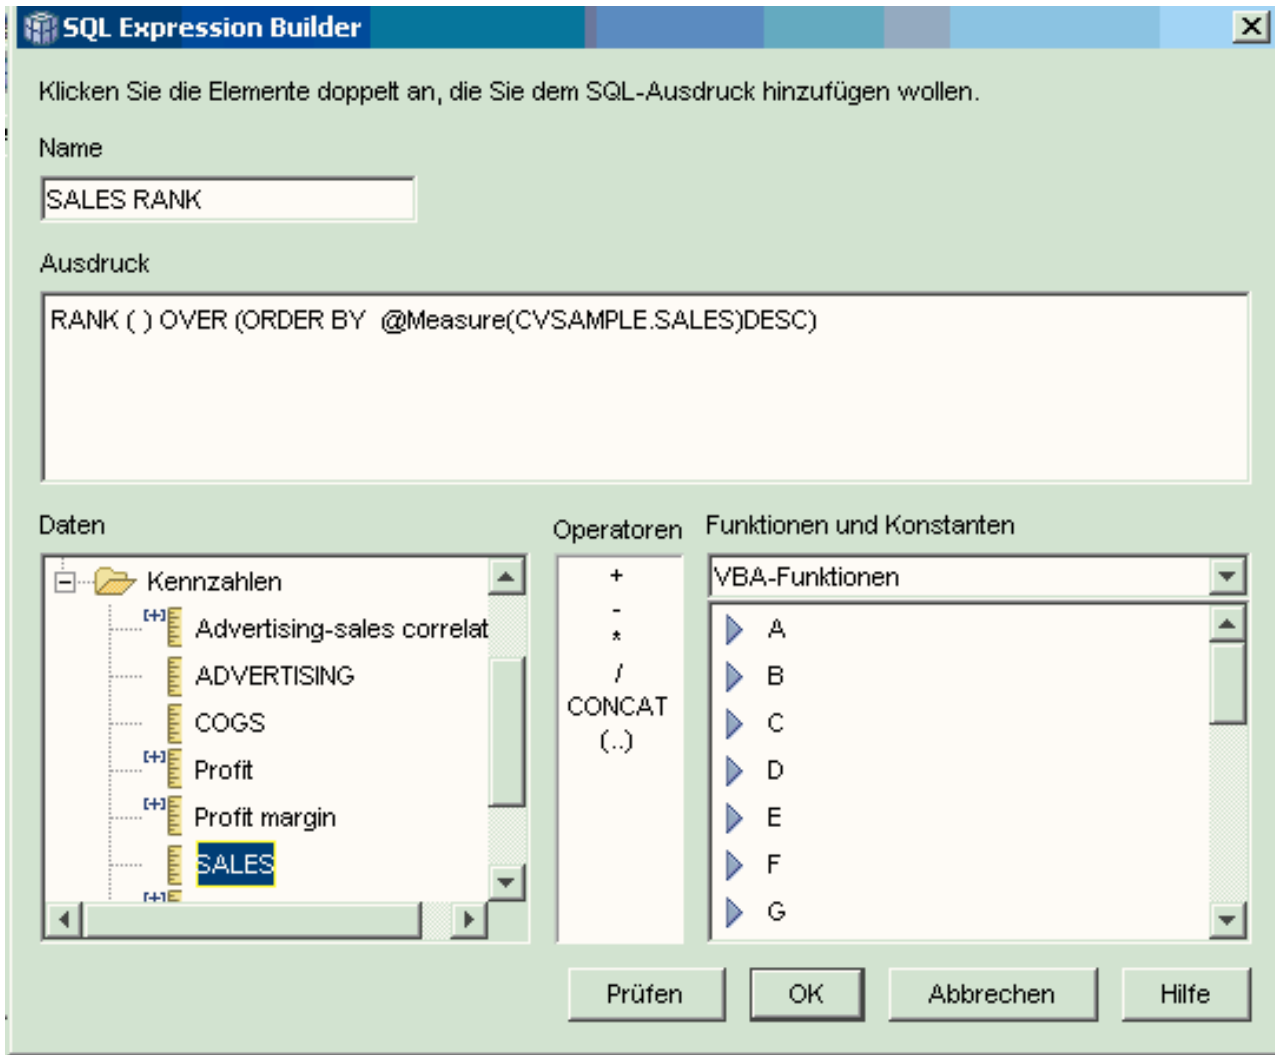 SQL Expression Builder
Klicken Sie die Elemente doppelt an, die Sie dem SQL-Ausdruck hinzufügen wollen.
Name
SALES RANK
Ausdruck
RANK ( ) OVER (ORDER BY  @Measure(CVSAMPLE.SALES)DESC)
Daten
Kennzahlen
Advertising-sales correlat
ADVERTISING
COGS
Profit
Profit margin
SALES
Operatoren
+
-
*
/
CONCAT
(..)
Funktionen und Konstanten
VBA-Funktionen
A
B
C
D
E
F
G
Prüfen
OK
Abbrechen
Hilfe